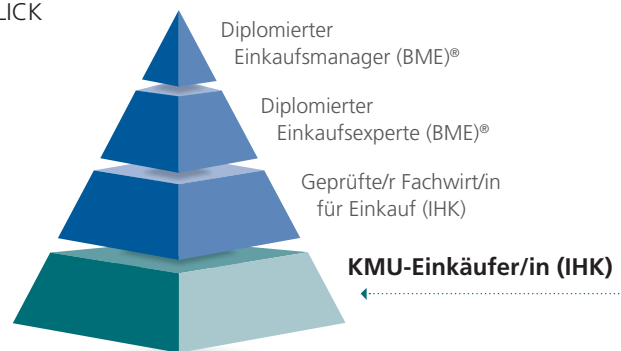 LICK
Diplomierter
Einkaufsmanager (BME)®
Diplomierter
Einkaufsexperte (BME)®
Geprüfte/r Fachwirt/in
für Einkauf (IHK)
KMU-Einkäufer/in (IHK)